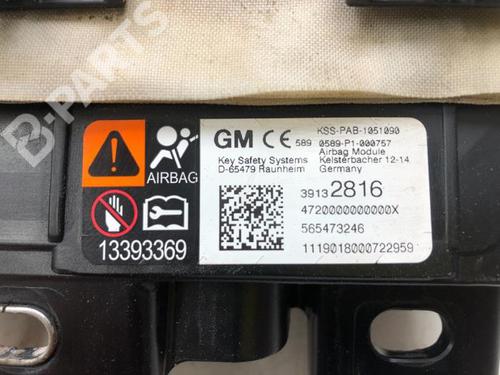 B-PARTS
AIRBAG
13393369
GM CE 589
KSS-PAB-1051090
0589-P1-000757
Key Safety Systems
D-65479 Raunheim
Airbag Module
Kelsterbacher 12-14
Germany
39132816
4720000000000X
565473246
1119018000722959